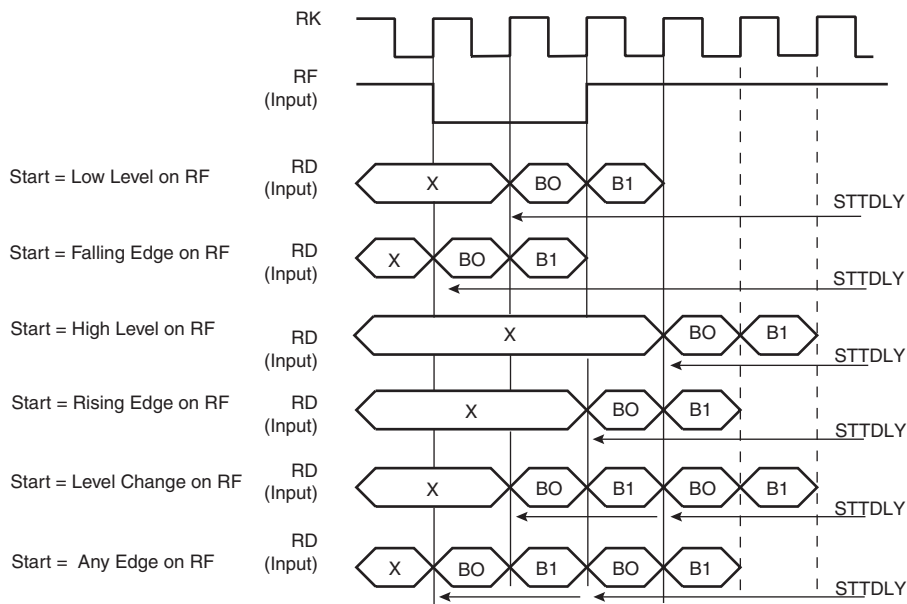 RK
RF
(Input)
Start = Low Level on RF
RD
(Input)
X
BO
B1
STTDLY
Start = Falling Edge on RF
RD
(Input)
X
BO
B1
STTDLY
Start = High Level on RF
RD
(Input)
X
BO
B1
STTDLY
Start = Rising Edge on RF
RD
(Input)
X
BO
B1
STTDLY
Start = Level Change on RF
RD
(Input)
X
BO
B1
BO
B1
STTDLY
Start = Any Edge on RF
RD
(Input)
X
BO
B1
BO
B1
STTDLY